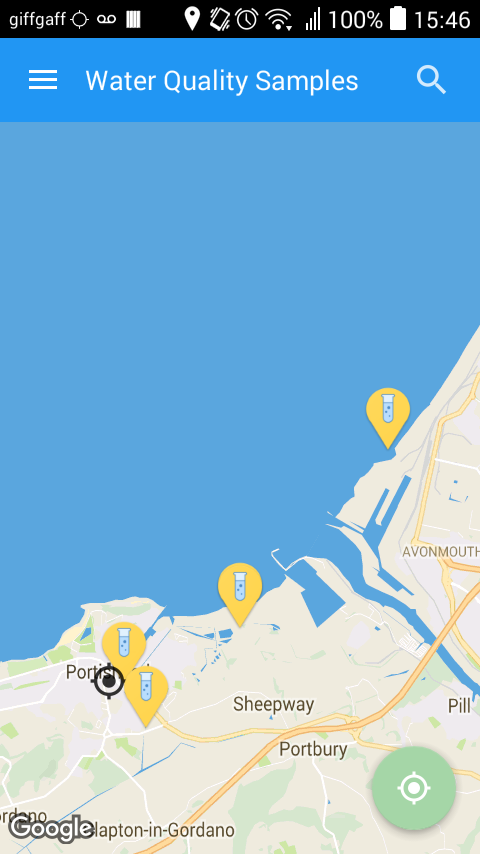 giffgaff 100% 15:46
Water Quality Samples
AVONMOUTH
Sheepway
Pill
Portbury
Google